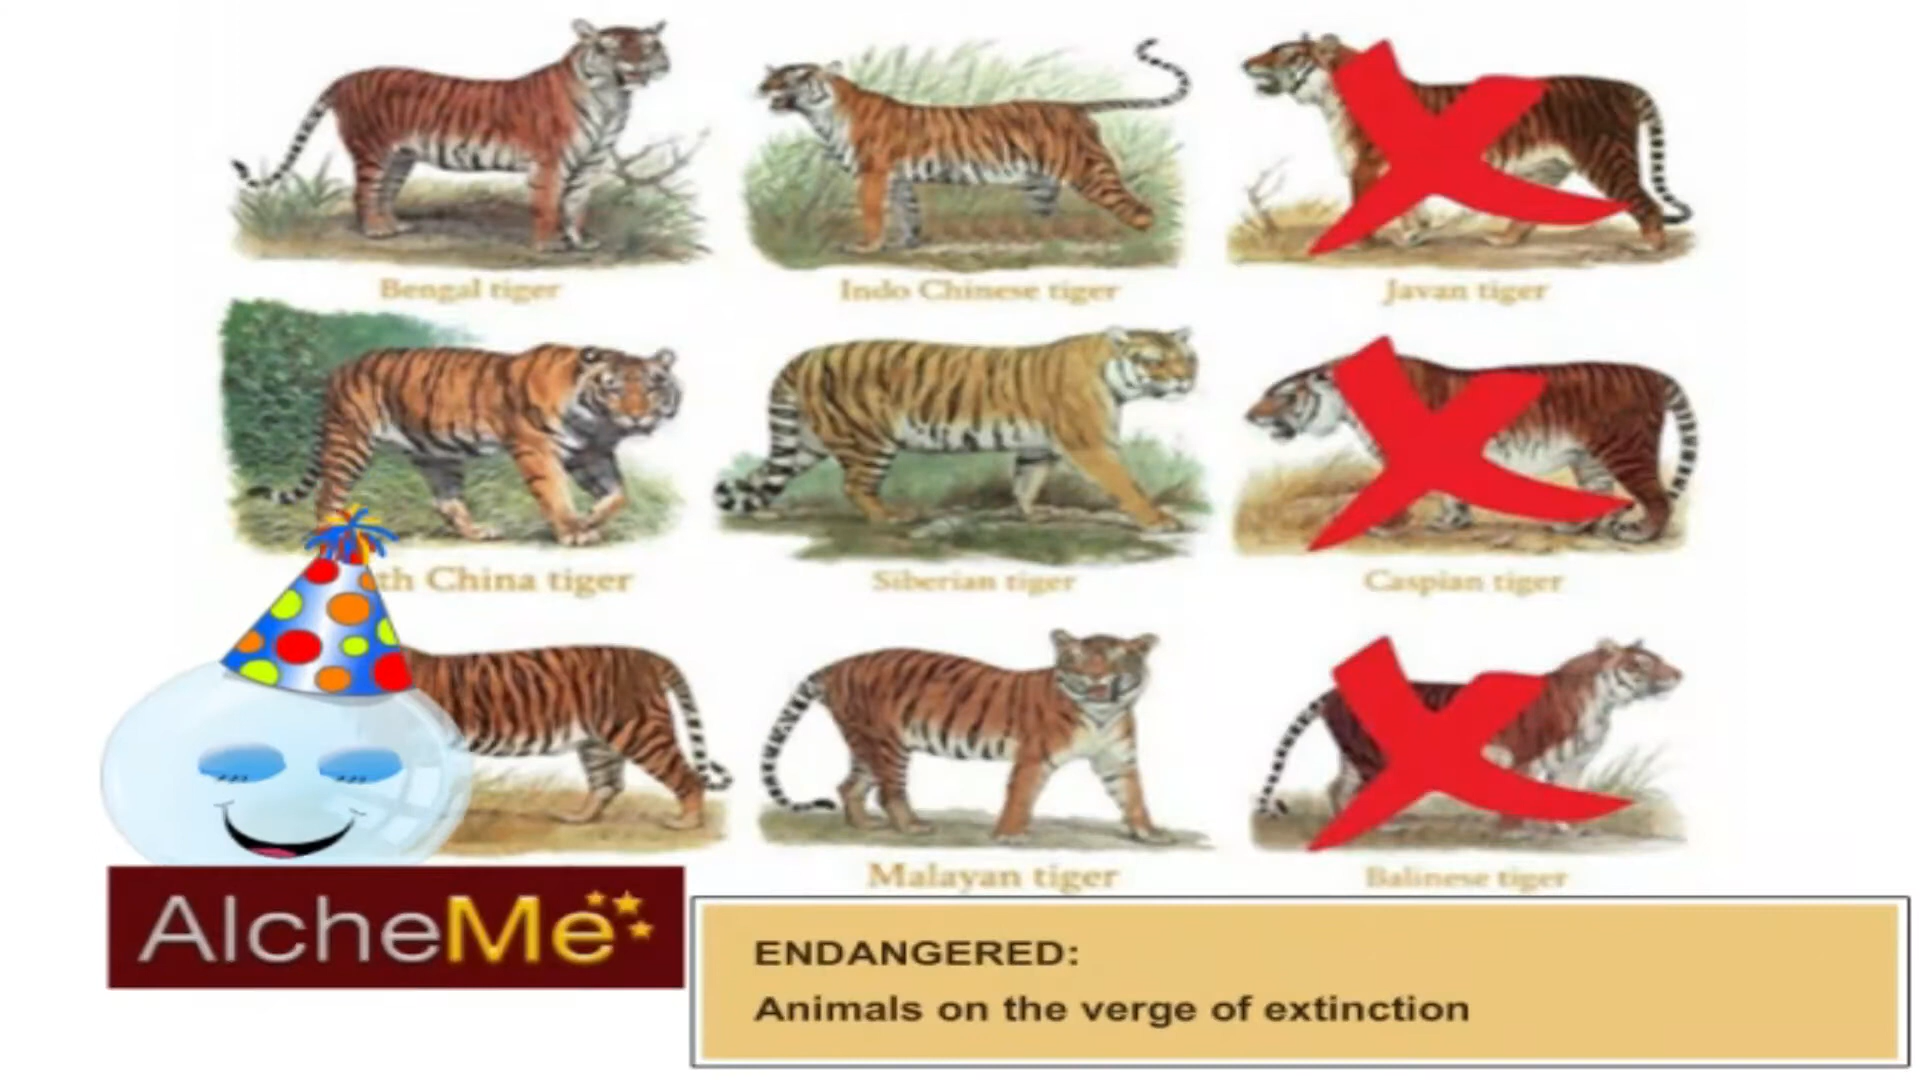 Bengal tiger
Indo Chinese tiger
Javan tiger
th China tiger
Siberian tiger
Caspian tiger
Malayan tiger
Balinese tiger
AlcheMe
ENDANGERED:
Animals on the verge of extinction